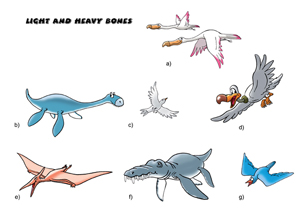 LIGHT AND HEAVY BONES
a)
b)
c)
d)
e)
f)
g)